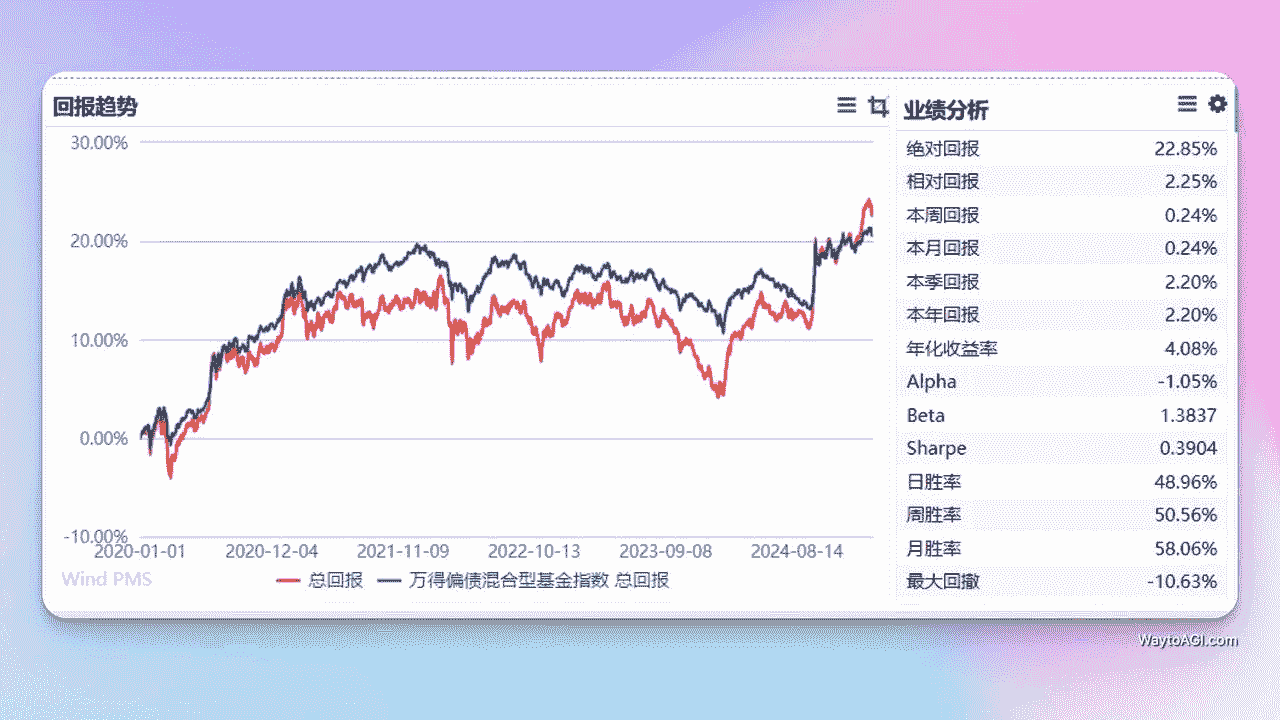 回报趋势
30.00%
20.00%
10.00%
0.00%
-10.00%
2020-01-01 2020-12-04 2021-11-09 2022-10-13 2023-09-08 2024-08-14
Wind PMS
总回报 万得偏债混合型基金指数 总回报
业绩分析
绝对回报 22.85%
相对回报 2.25%
本周回报 0.24%
本月回报 0.24%
本季回报 2.20%
本年回报 2.20%
年化收益率 4.08%
Alpha -1.05%
Beta 1.3837
Sharpe 0.3904
日胜率 48.96%
周胜率 50.56%
月胜率 58.06%
最大回撤 -10.63%
WaytoAGI.com